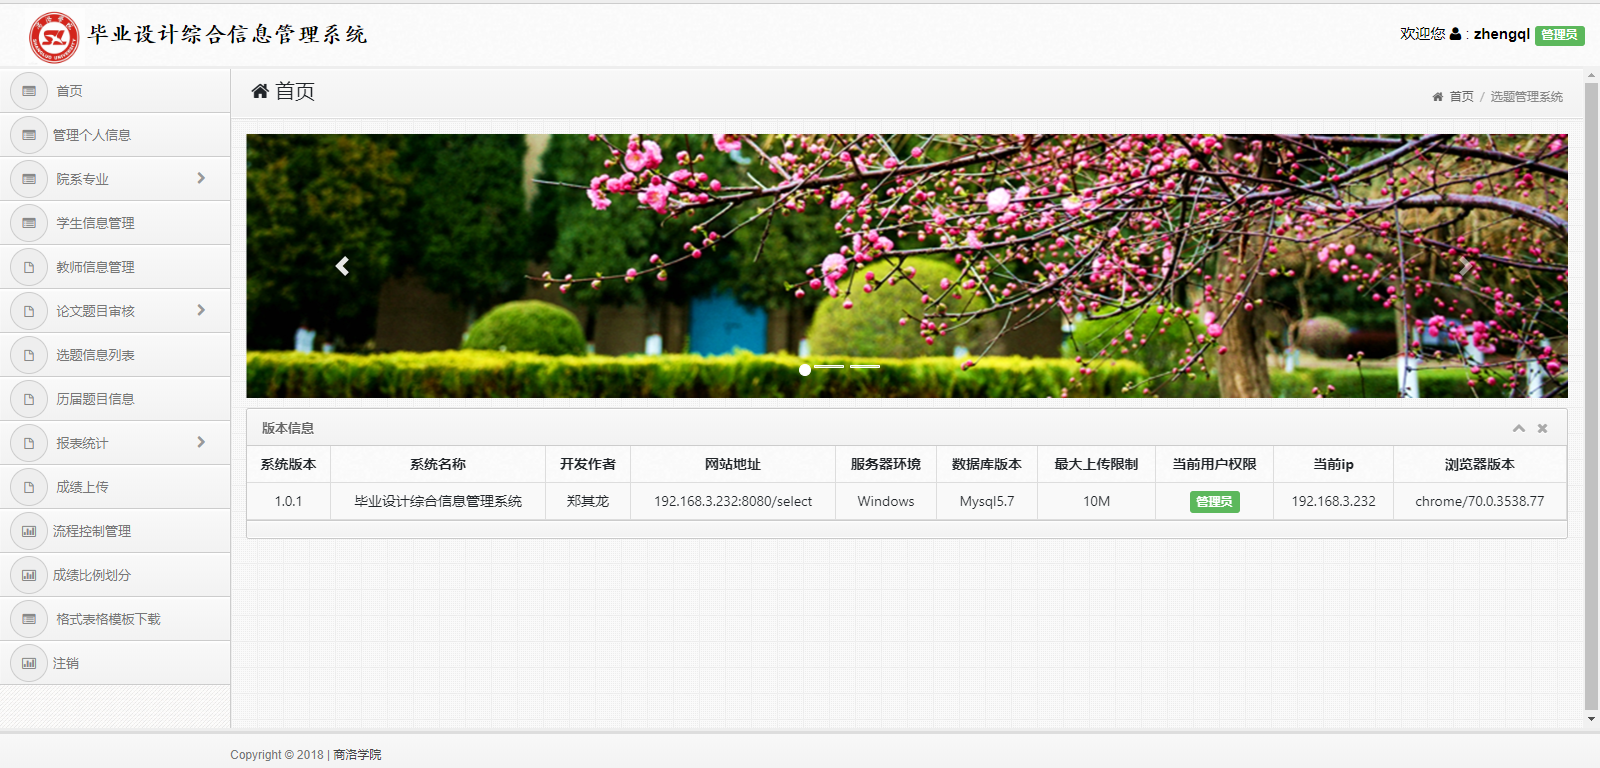 毕业设计综合信息管理系统
欢迎您 : zhengql 管理员
首页
管理个人信息
院系专业
学生信息管理
教师信息管理
论文题目审核
选题信息列表
历届题目信息
报表统计
成绩上传
流程控制管理
成绩比例划分
格式表格模板下载
注销
首页
首页 / 选题管理系统
版本信息
系统版本 系统名称 开发作者 网站地址 服务器环境 数据库版本 最大上传限制 当前用户权限 当前ip 浏览器版本
1.0.1 毕业设计综合信息管理系统 郑其龙 192.168.3.232:8080/select Windows Mysql5.7 10M 管理员 192.168.3.232 chrome/70.0.3538.77
Copyright © 2018 | 商洛学院